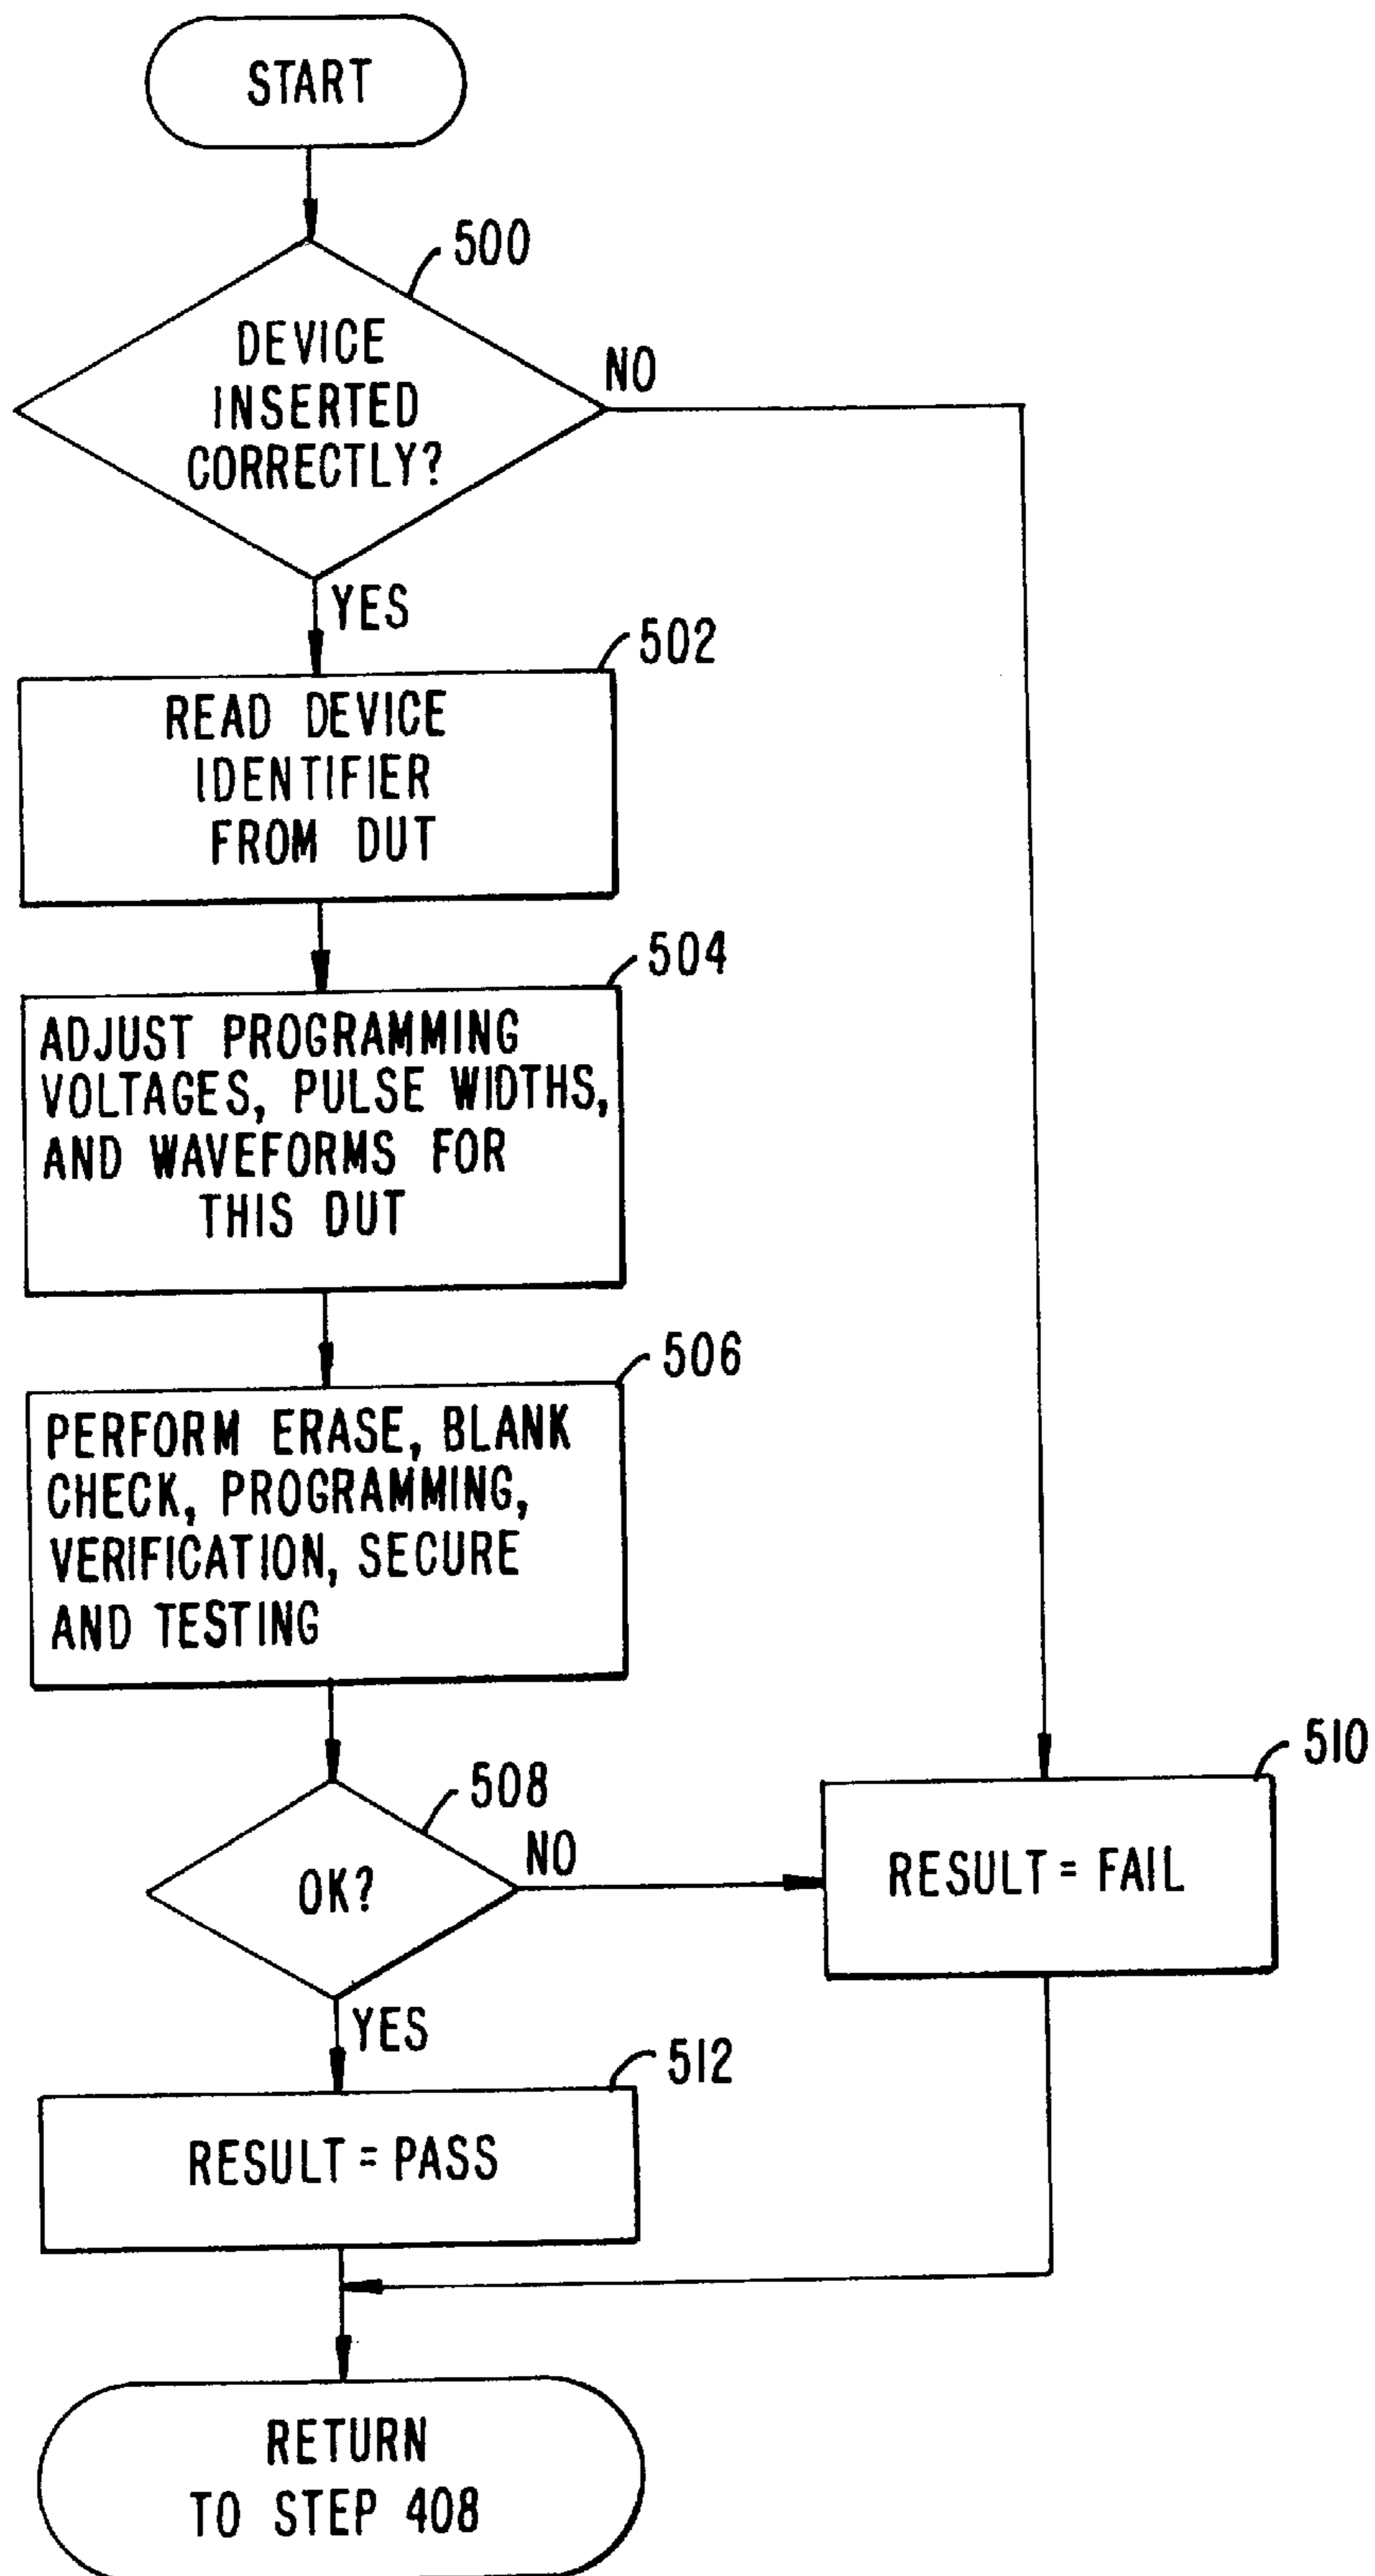 START
500
DEVICE
INSERTED
CORRECTLY?
NO
YES
502
READ DEVICE
IDENTIFIER
FROM DUT
504
ADJUST PROGRAMMING
VOLTAGES, PULSE WIDTHS,
AND WAVEFORMS FOR
THIS DUT
506
PERFORM ERASE, BLANK
CHECK, PROGRAMMING,
VERIFICATION, SECURE
AND TESTING
508
OK?
NO
510
RESULT = FAIL
YES
512
RESULT = PASS
RETURN
TO STEP 408